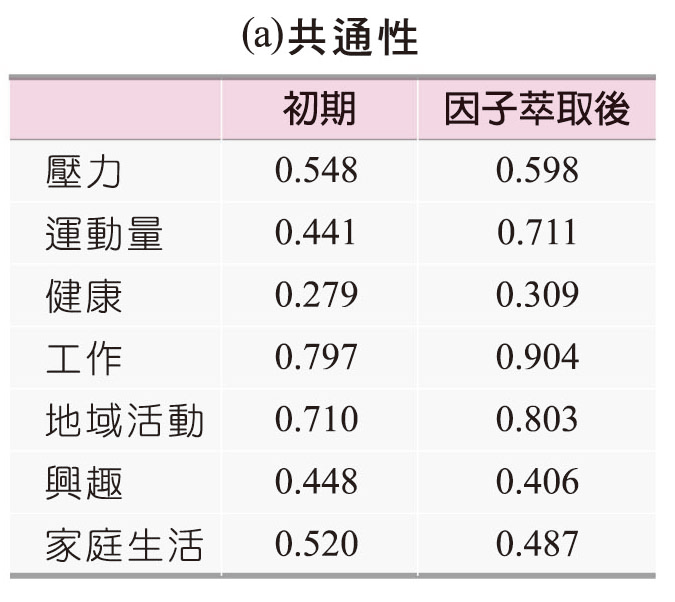 (a)共通性
初期 因子萃取後
壓力 0.548 0.598
運動量 0.441 0.711
健康 0.279 0.309
工作 0.797 0.904
地域活動 0.710 0.803
興趣 0.448 0.406
家庭生活 0.520 0.487